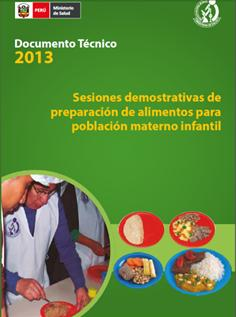 PERÚ
Ministerio
de Salud
Documento Técnico
2013
Sesiones demostrativas de
preparación de alimentos para
población materno infantil